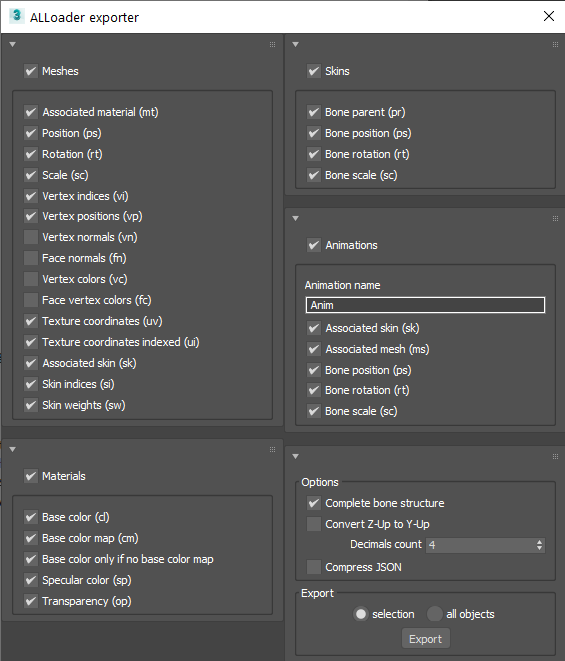 ALLoader exporter
Meshes
Associated material (mt)
Position (ps)
Rotation (rt)
Scale (sc)
Vertex indices (vi)
Vertex positions (vp)
Vertex normals (vn)
Face normals (fn)
Vertex colors (vc)
Face vertex colors (fc)
Texture coordinates (uv)
Texture coordinates indexed (ui)
Associated skin (sk)
Skin indices (si)
Skin weights (sw)
Materials
Base color (cl)
Base color map (cm)
Base color only if no base color map
Specular color (sp)
Transparency (op)
Skins
Bone parent (pr)
Bone position (ps)
Bone rotation (rt)
Bone scale (sc)
Animations
Animation name
Anim
Associated skin (sk)
Associated mesh (ms)
Bone position (ps)
Bone rotation (rt)
Bone scale (sc)
Options
Complete bone structure
Convert Z-Up to Y-Up
Decimals count 4
Compress JSON
Export
selection all objects
Export